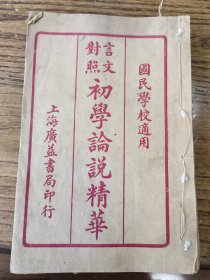 國民學校適用
言文
對照
初學論說精華
上海廣益書局印行